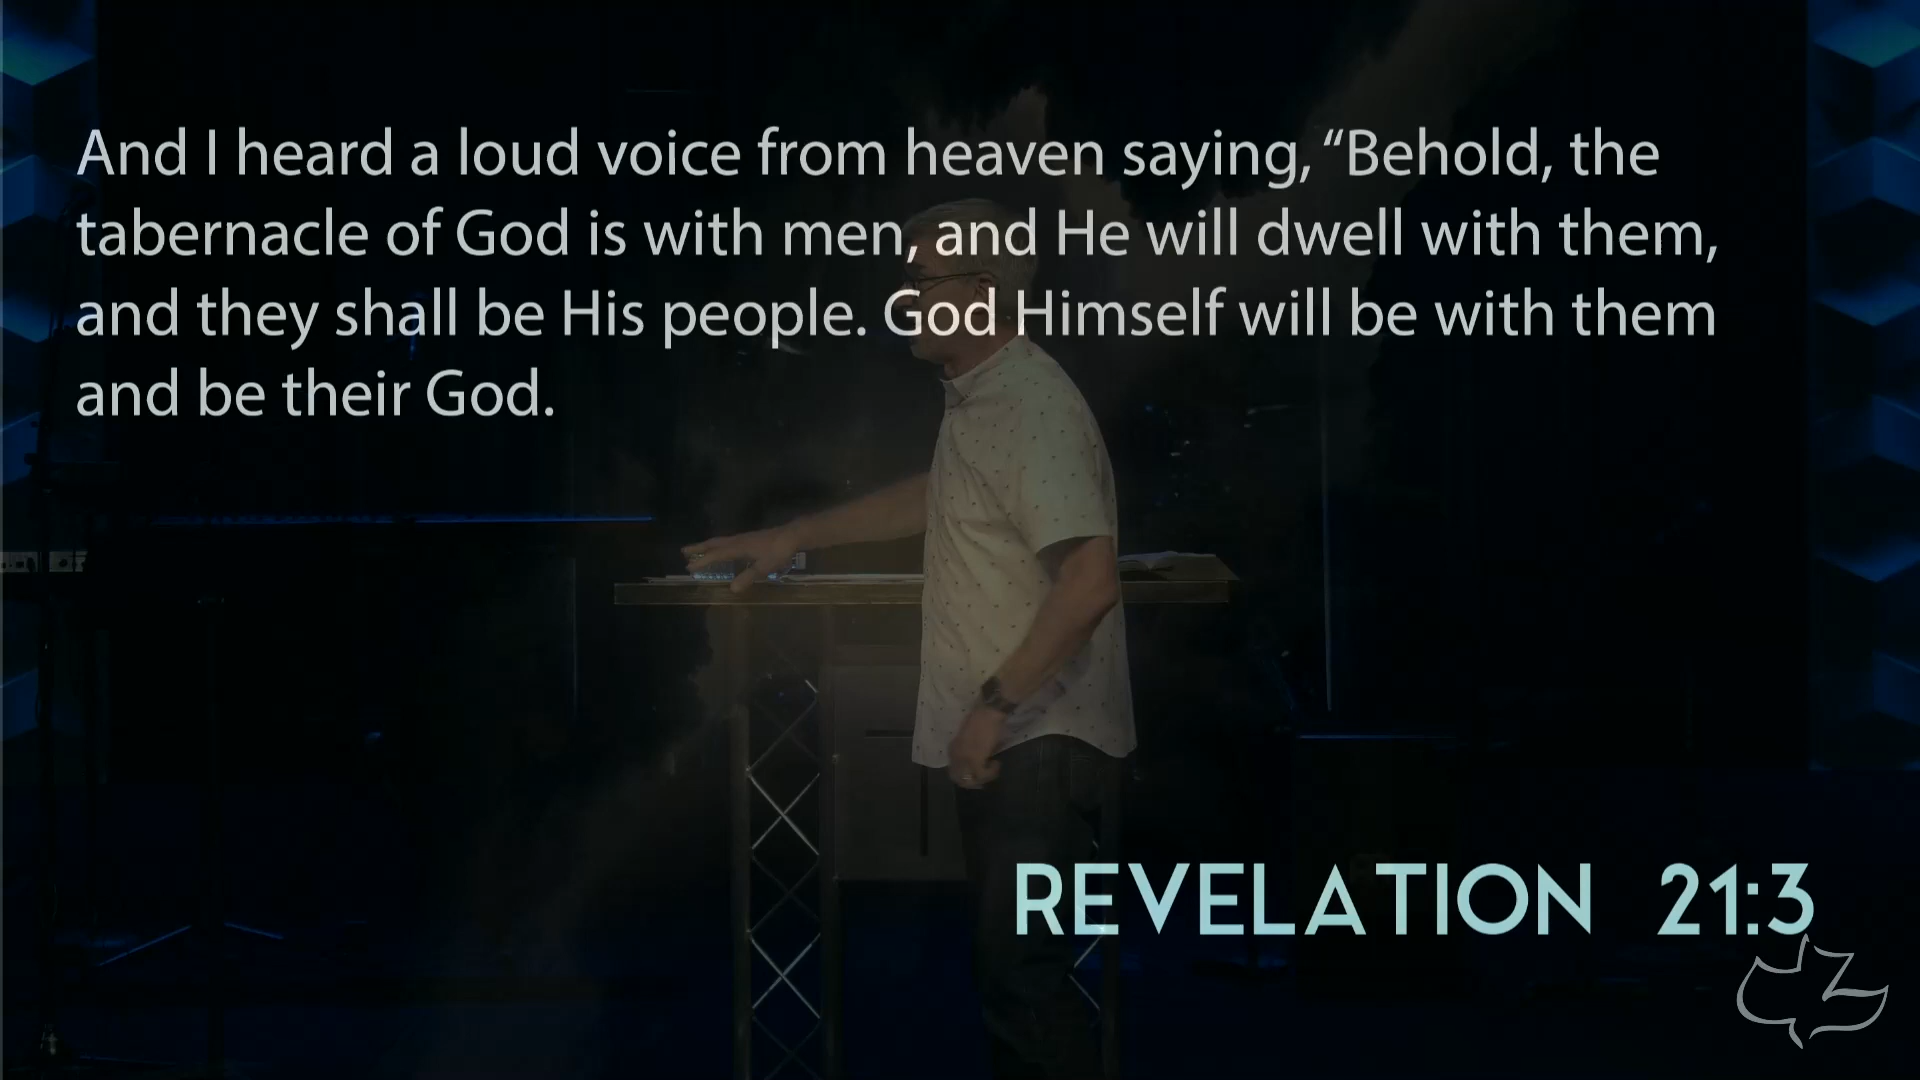 And I heard a loud voice from heaven saying, “Behold, the
tabernacle of God is with men, and He will dwell with them,
and they shall be His people. God Himself will be with them
and be their God.
REVELATION 21:3